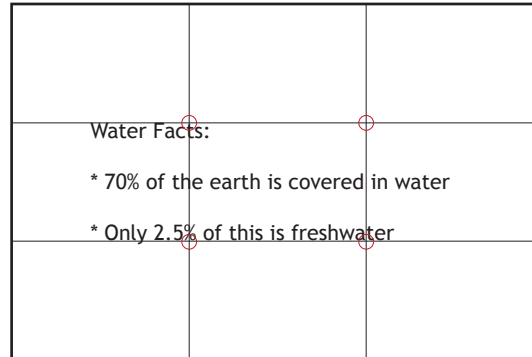 Water Facts:
* 70% of the earth is covered in water
* Only 2.5% of this is freshwater